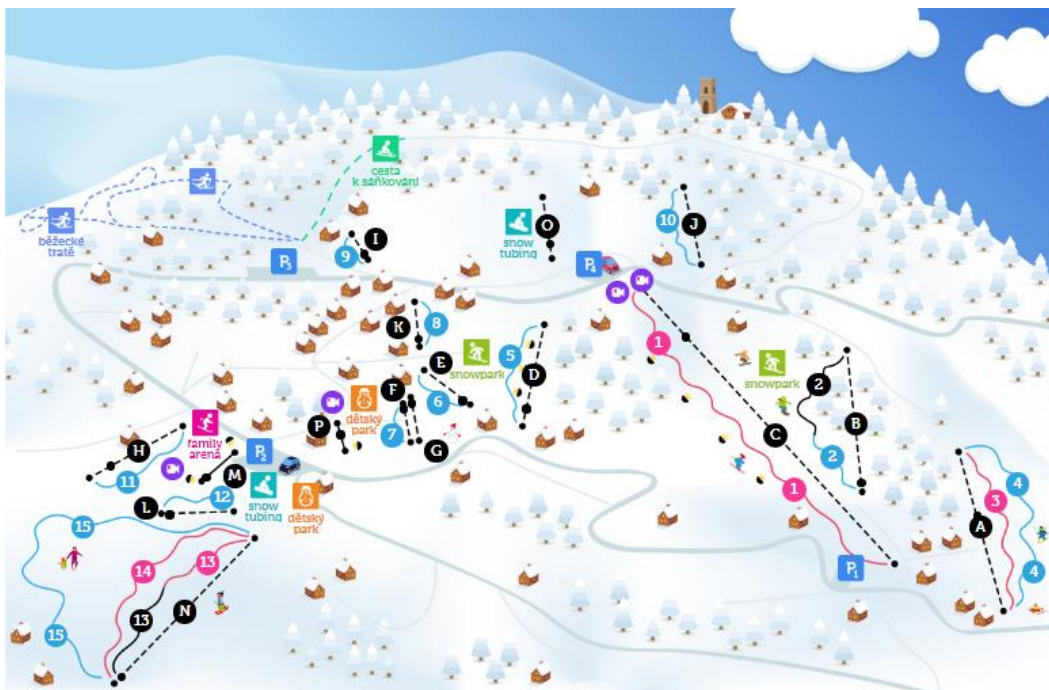 cesta
k sáňkování
běžecké
tratě
O
10
J
snow
tubing
I
9
P5
P4
K
8
1
E
snowpark
5
D
snowpark
2
F
6
P
dětský
park
7
G
C
B
H
family
aréna
P2
M
2
11
12
L
snow
tubing
dětský
park
4
3
1
A
15
14
13
P1
4
13
N
15